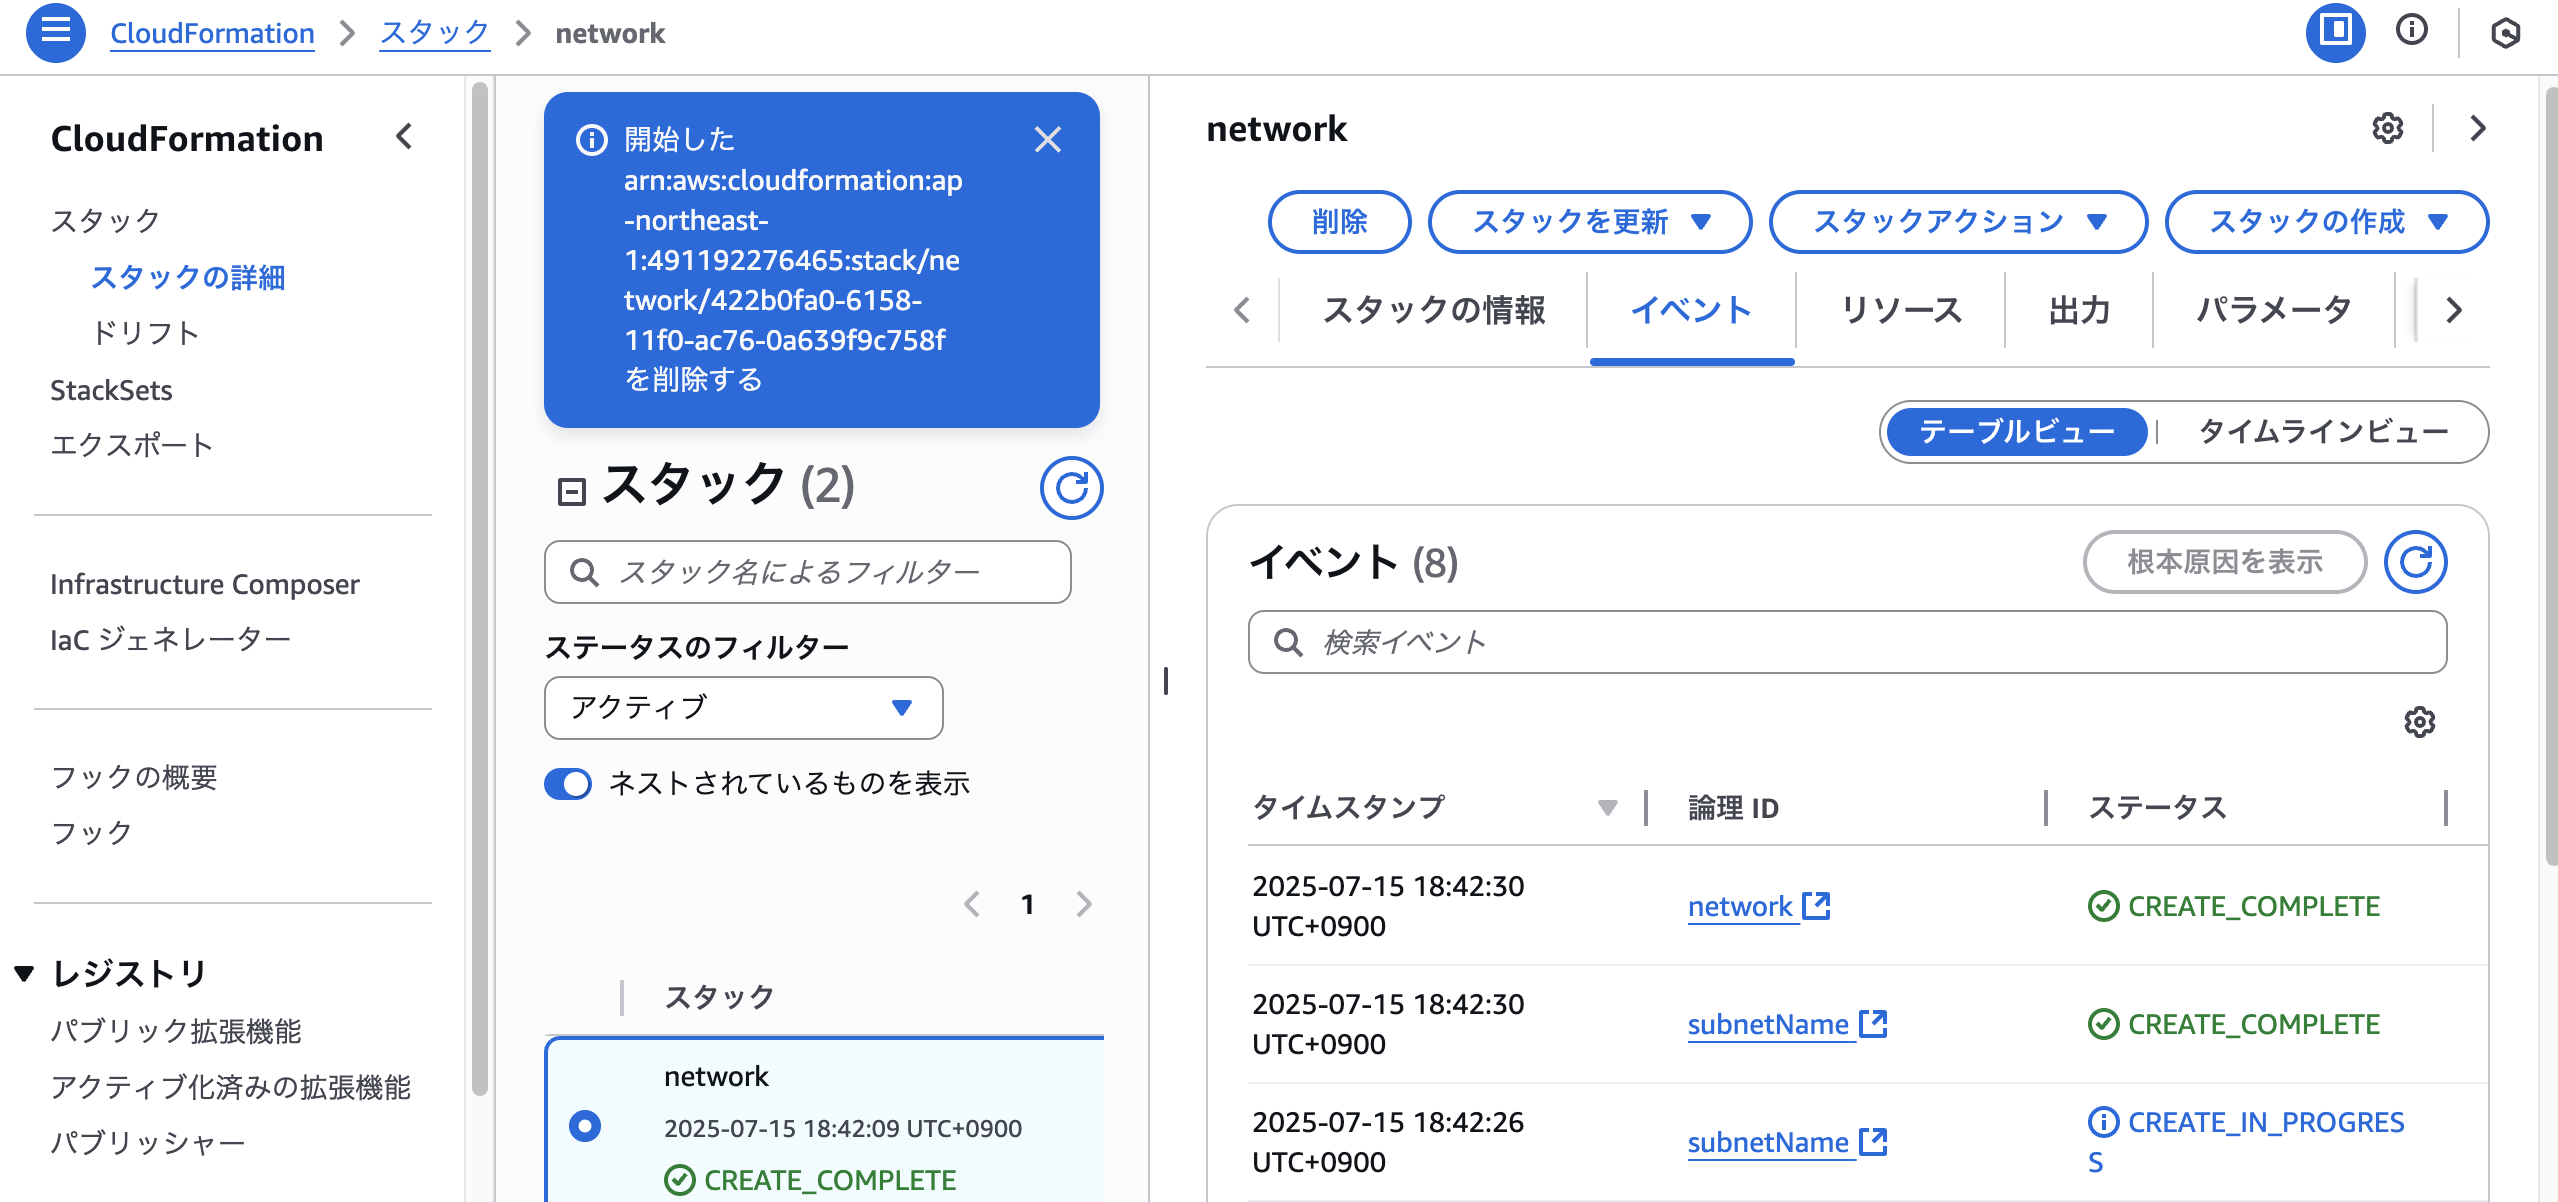 CloudFormation > スタック > network
CloudFormation
スタック
スタックの詳細
ドリフト
StackSets
エクスポート
Infrastructure Composer
IaC ジェネレーター
フックの概要
フック
レジストリ
パブリック拡張機能
アクティブ化済みの拡張機能
パブリッシャー
開始した
arn:aws:cloudformation:ap
-northeast-
1:491192276465:stack/ne
twork/422b0fa0-6158-
11f0-ac76-0a639f9c758f
を削除する
スタック (2)
スタック名によるフィルター
ステータスのフィルター
アクティブ
ネストされているものを表示
1
スタック
network
2025-07-15 18:42:09 UTC+0900
CREATE_COMPLETE
network
削除 スタックを更新 スタックアクション スタックの作成
スタックの情報 イベント リソース 出力 パラメータ
テーブルビュー タイムラインビュー
イベント (8) 根本原因を表示
検索イベント
タイムスタンプ 論理 ID ステータス
2025-07-15 18:42:30
UTC+0900
network CREATE_COMPLETE
2025-07-15 18:42:30
UTC+0900
subnetName CREATE_COMPLETE
2025-07-15 18:42:26
UTC+0900
subnetName CREATE_IN_PROGRES
S